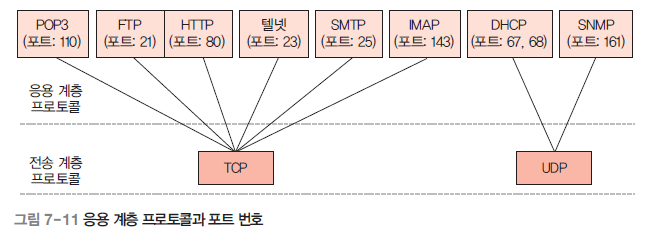 POP3
(포트: 110)
FTP
(포트: 21)
HTTP
(포트: 80)
텔넷
(포트: 23)
SMTP
(포트: 25)
IMAP
(포트: 143)
DHCP
(포트: 67, 68)
SNMP
(포트: 161)
응용 계층
프로토콜
전송 계층
프로토콜
TCP
UDP
그림 7-11 응용 계층 프로토콜과 포트 번호